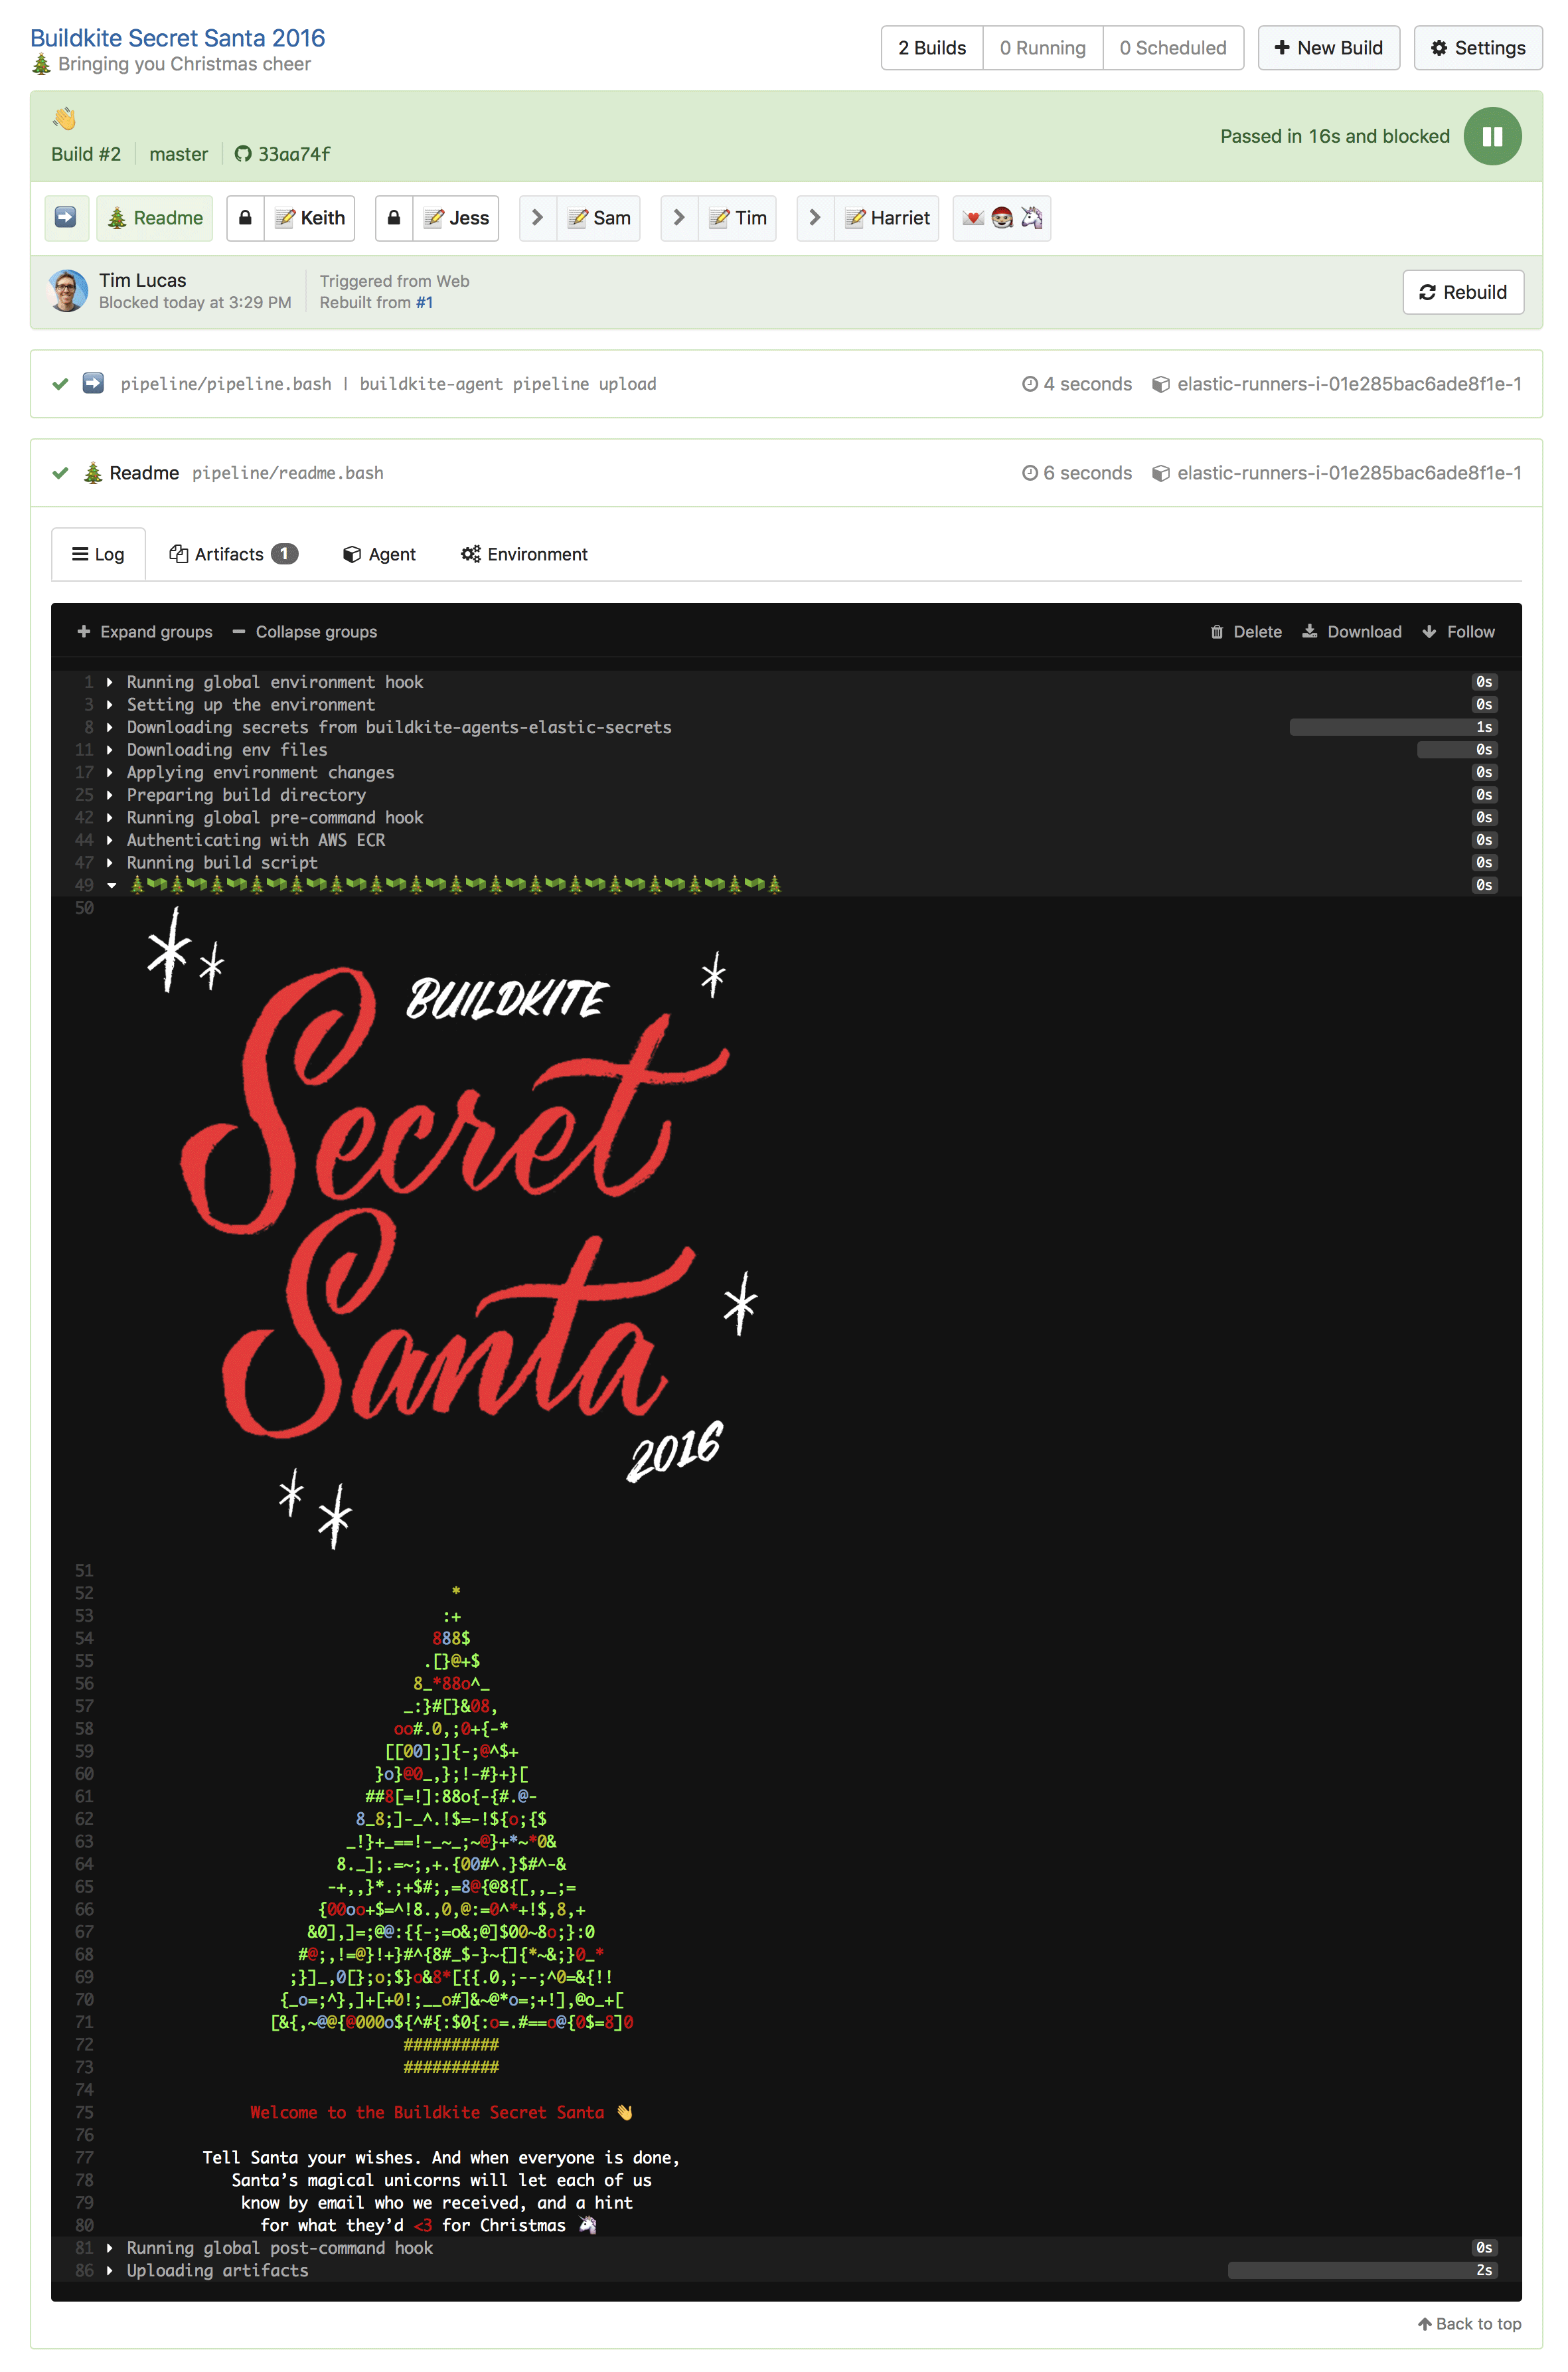 Buildkite Secret Santa 2016
🎄 Bringing you Christmas cheer
2 Builds 0 Running 0 Scheduled
New Build
Settings
👋
Build #2 master 33aa74f
Passed in 16s and blocked
➡️ 🎄 Readme 📝 Keith 📝 Jess 📝 Sam 📝 Tim 📝 Harriet 💌 🎅 🦄
Tim Lucas
Blocked today at 3:29 PM
Triggered from Web
Rebuilt from #1
Rebuild
➡️ pipeline/pipeline.bash | buildkite-agent pipeline upload 4 seconds elastic-runners-i-01e285bac6ade8f1e-1
🎄 Readme pipeline/readme.bash 6 seconds elastic-runners-i-01e285bac6ade8f1e-1
Log Artifacts 1 Agent Environment
Expand groups Collapse groups Delete Download Follow
1 Running global environment hook 0s
3 Setting up the environment 0s
8 Downloading secrets from buildkite-agents-elastic-secrets 1s
11 Downloading env files 0s
17 Applying environment changes 0s
25 Preparing build directory 0s
42 Running global pre-command hook 0s
44 Authenticating with AWS ECR 0s
47 Running build script 0s
49 0s
50
BUILDKITE
Secret
Santa
2016
51
52 *
53 :+
54 888$
55 .[}@+$
56 8_*88o^_
57 _:}#[}&08,
58 oo#.0,;0+{-*
59 [[00];]{-;@^$+
60 }o}@0_,};!-#}+}[
61 ##8[=!]:88o{-{#.@-
62 8_8;]-_^.!$=-!${o;{$
63 _!}+_==!-_~_;~@}+*~*0&
64 8._];.=~;,+.{00#^.}$#^-&
65 -+,,}*.;+$#;,=8@{@8{[,,_;=
66 {00oo+$=^!8.,0,@:=0^*+!$,8,+
67 &0],]=;@@:{{-;=o&;@]$00~8o;}:0
68 #@;,!=@}!+}#^{8#_$-}~{]{*~&;}0_*
69 ;}]_,0[};o;$}o&8*[{{.0,;--;^0=&{!!
70 {_o=;^},]+[+0!;__o#]&~@*o=;+!],@o_+[
71 [&{,~@@{@000o${^#{:$0{:o=.#==o@{0$=8]0
72 ##########
73 ##########
74
75 Welcome to the Buildkite Secret Santa 👋
76
77 Tell Santa your wishes. And when everyone is done,
78 Santa’s magical unicorns will let each of us
79 know by email who we received, and a hint
80 for what they’d <3 for Christmas 🦄
81 Running global post-command hook 0s
86 Uploading artifacts 2s
Back to top